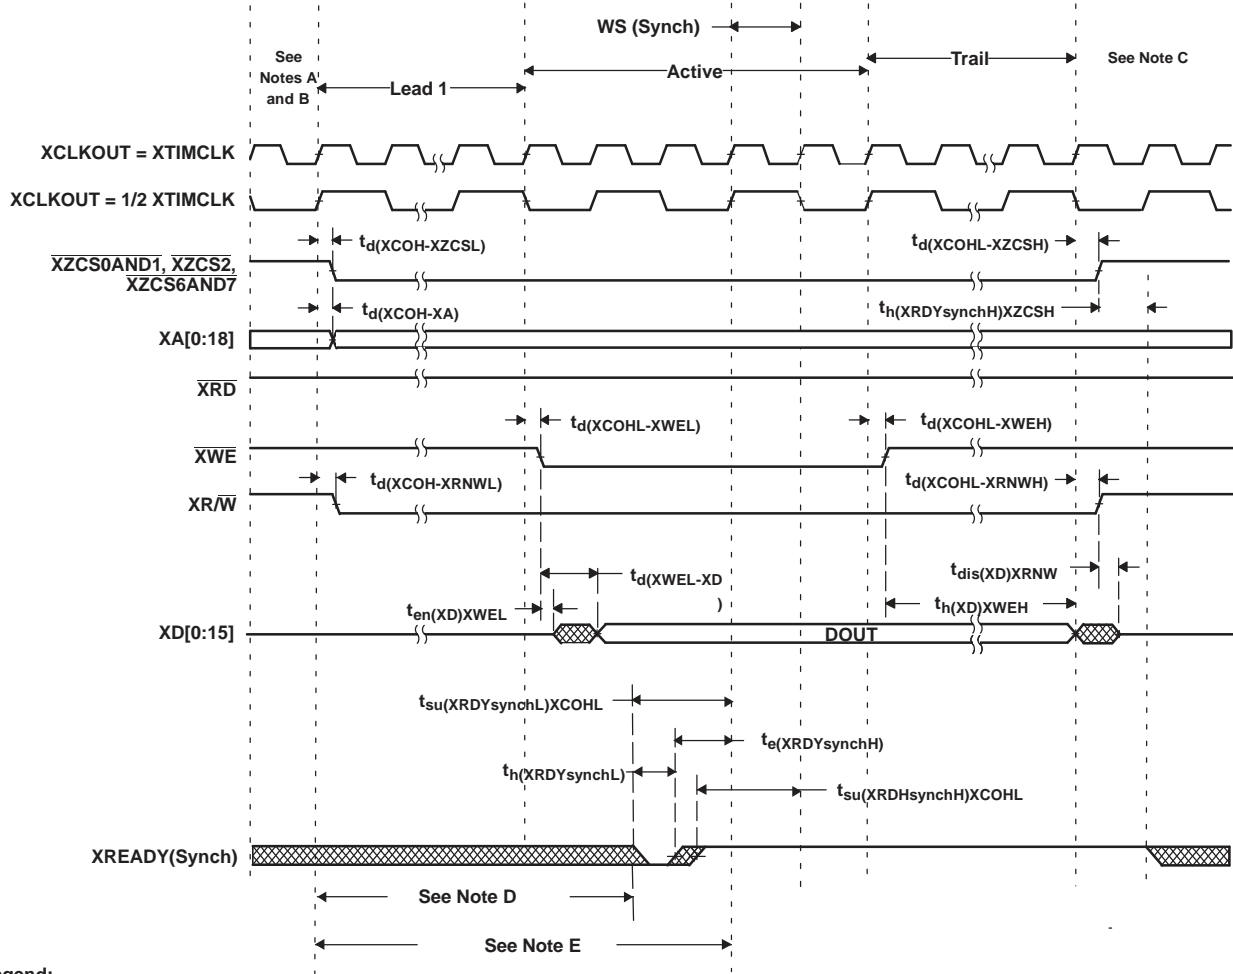 WS (Synch)
See
Notes A
and B
Lead 1
Active
Trail
See Note C
XCLKOUT = XTIMCLK
XCLKOUT = 1/2 XTIMCLK
td(XCOH-XZCSL)
td(XCOHL-XZCSH)
XZCS0AND1, XZCS2,
XZCS6AND7
td(XCOH-XA)
th(XRDYsynchH)XZCSH
XA[0:18]
XRD
td(XCOHL-XWEL)
td(XCOHL-XWEH)
XWE
td(XCOH-XRNWL)
td(XCOHL-XRNWH)
XR/W
td(XWEL-XD
)
tdis(XD)XRNW
ten(XD)XWEL
th(XD)XWEH
XD[0:15]
DOUT
tsu(XRDYsynchL)XCOHL
te(XRDYsynchH)
th(XRDYsynchL)
tsu(XRDHsynchH)XCOHL
XREADY(Synch)
See Note D
See Note E